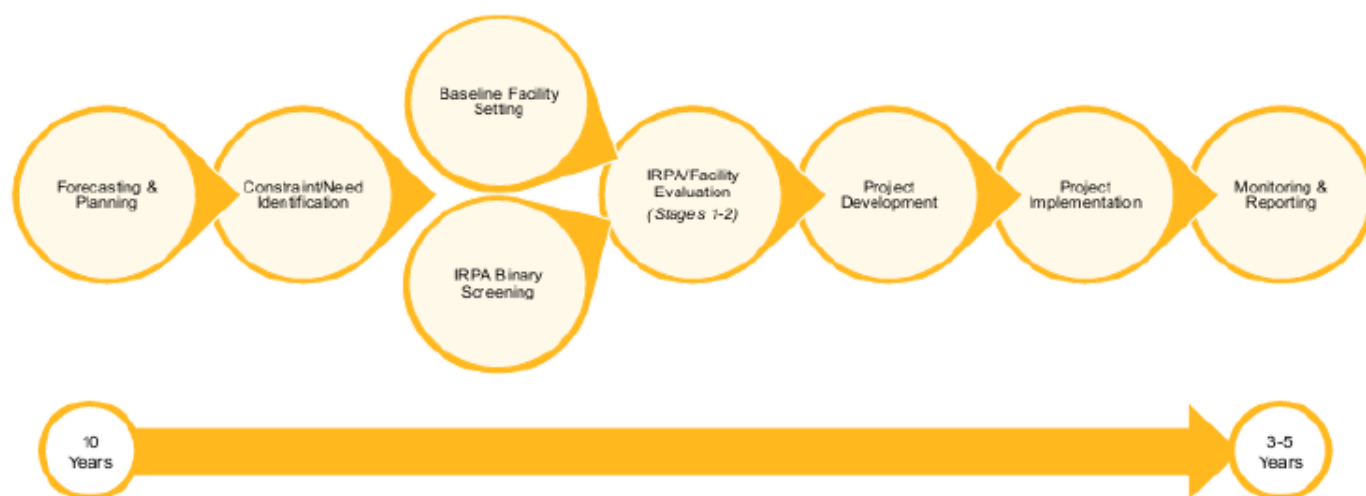 Forecasting &
Planning
Constraint/Need
Identification
Baseline Facility
Setting
IRPA Binary
Screening
IRPA/Facility
Evaluation
(Stages 1-2)
Project
Development
Project
Implementation
Monitoring &
Reporting
10
Years
3-5
Years